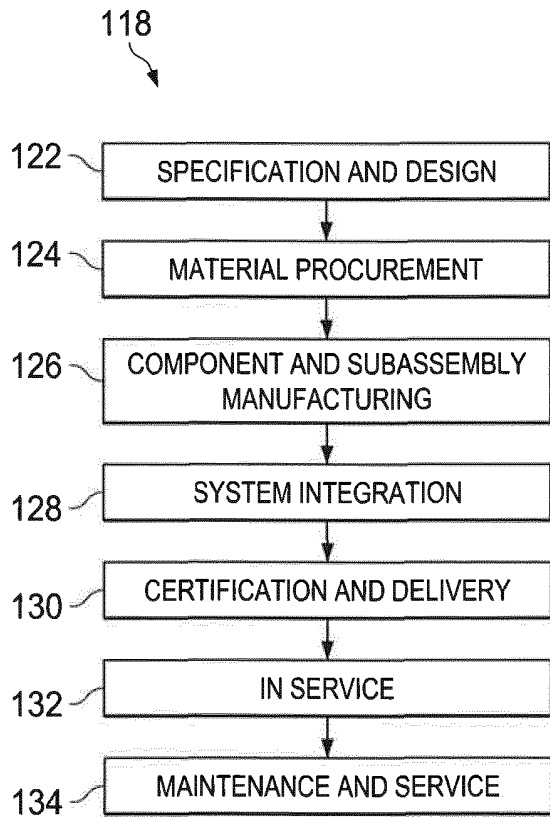 118
122
SPECIFICATION AND DESIGN
124
MATERIAL PROCUREMENT
126
COMPONENT AND SUBASSEMBLY
MANUFACTURING
128
SYSTEM INTEGRATION
130
CERTIFICATION AND DELIVERY
132
IN SERVICE
134
MAINTENANCE AND SERVICE